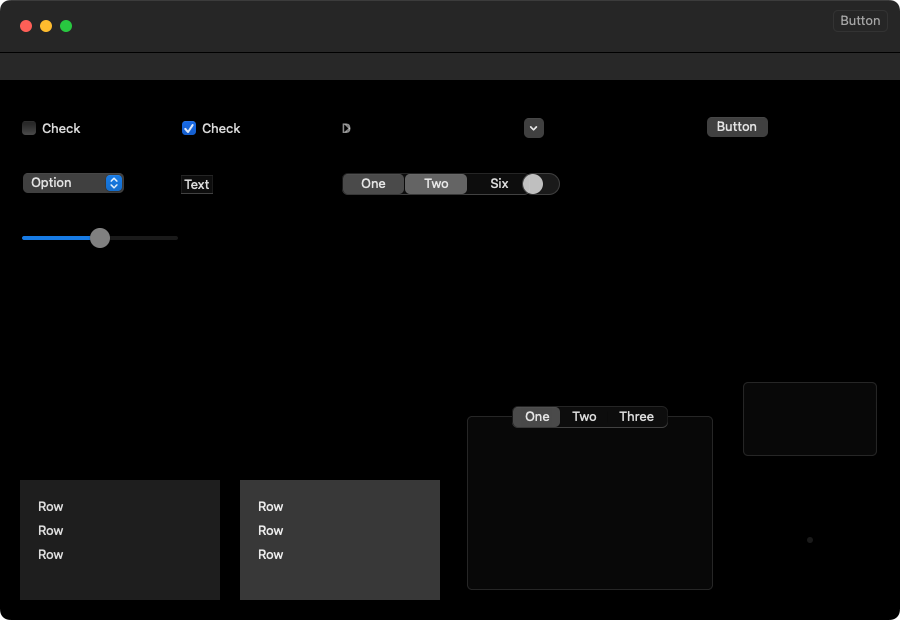 Button
Check
Check
D
Button
Option
Text
One
Two
Six
One
Two
Three
Row
Row
Row
Row
Row
Row